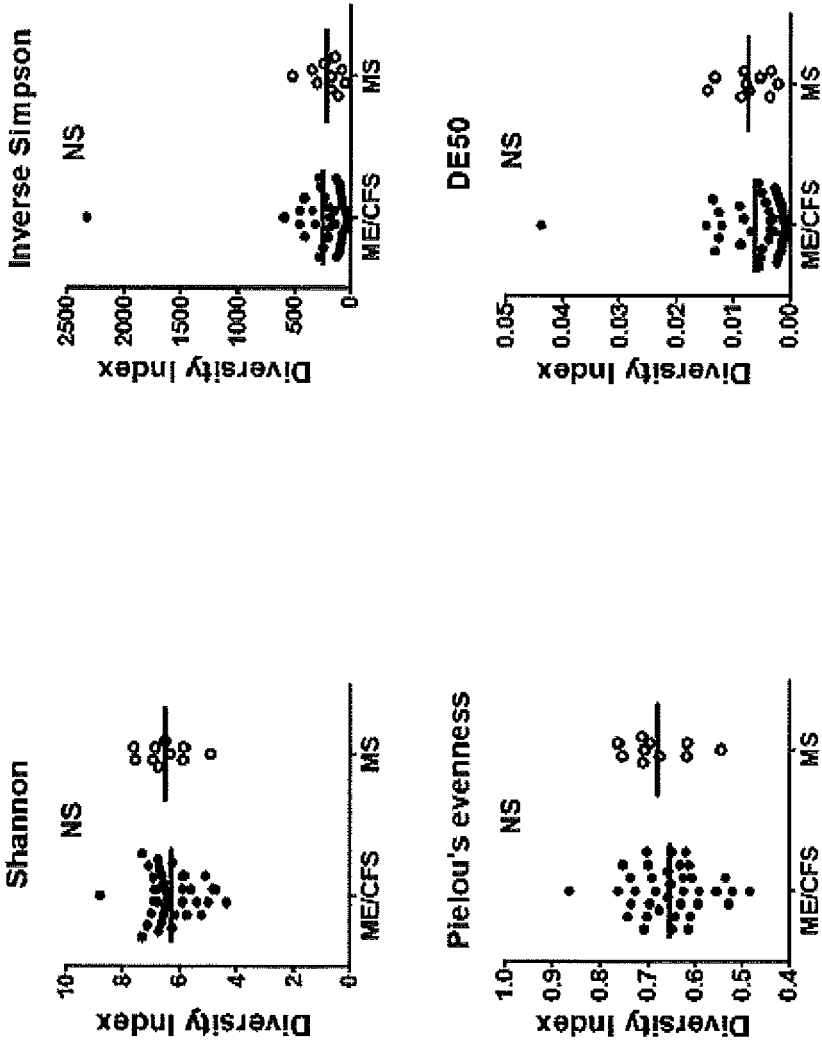 Shannon
NS
Diversity Index
10
8
6
4
2
0
ME/CFS
MS
Inverse Simpson
NS
Diversity Index
2500
2000
1500
1000
500
0
ME/CFS
MS
Pielou's evenness
NS
Diversity Index
1.0
0.9
0.8
0.7
0.6
0.5
0.4
ME/CFS
MS
DE50
NS
Diversity Index
0.05
0.04
0.03
0.02
0.01
0.00
ME/CFS
MS